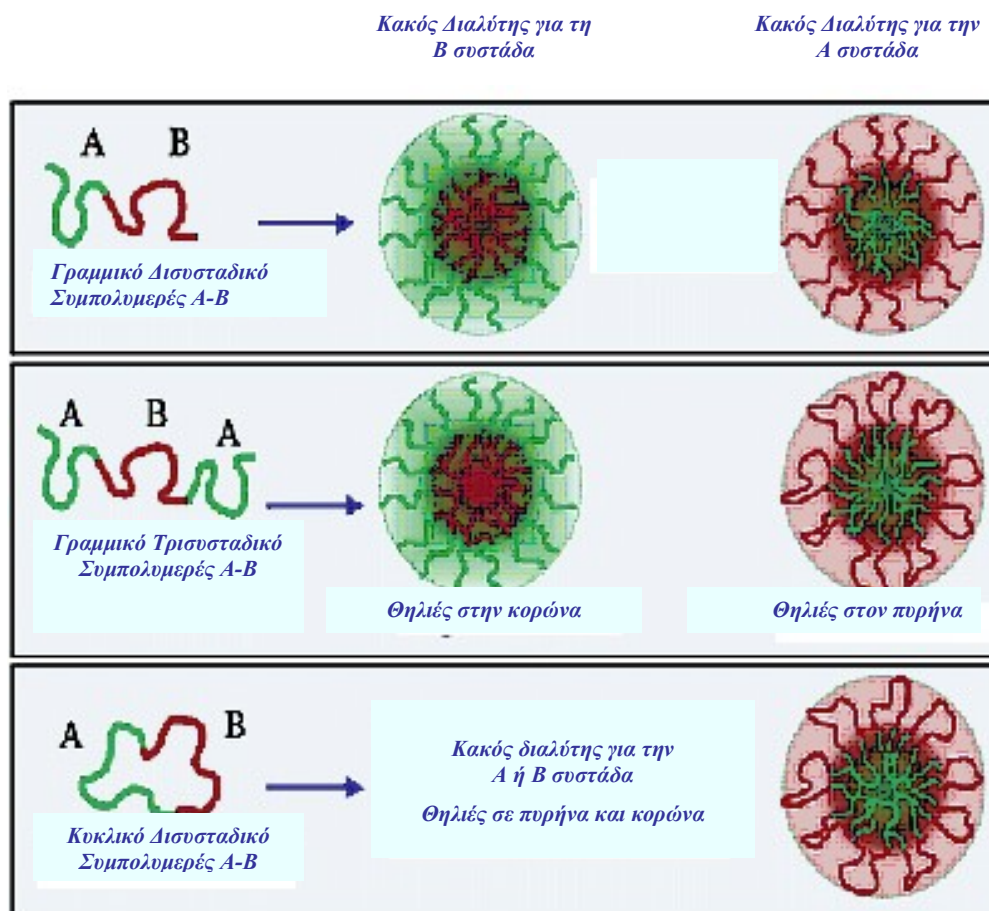 Κακός Διαλύτης για τη
Β συστάδα
Κακός Διαλύτης για την
Α συστάδα
A
B
Γραμμικό Δισυσταδικό
Συμπολυμερές Α-Β
A
B
A
Γραμμικό Τρισυσταδικό
Συμπολυμερές Α-Β
Θηλιές στην κορώνα
Θηλιές στον πυρήνα
A
B
Κυκλικό Δισυσταδικό
Συμπολυμερές Α-Β
Κακός διαλύτης για την
Α ή Β συστάδα
Θηλιές σε πυρήνα και κορώνα